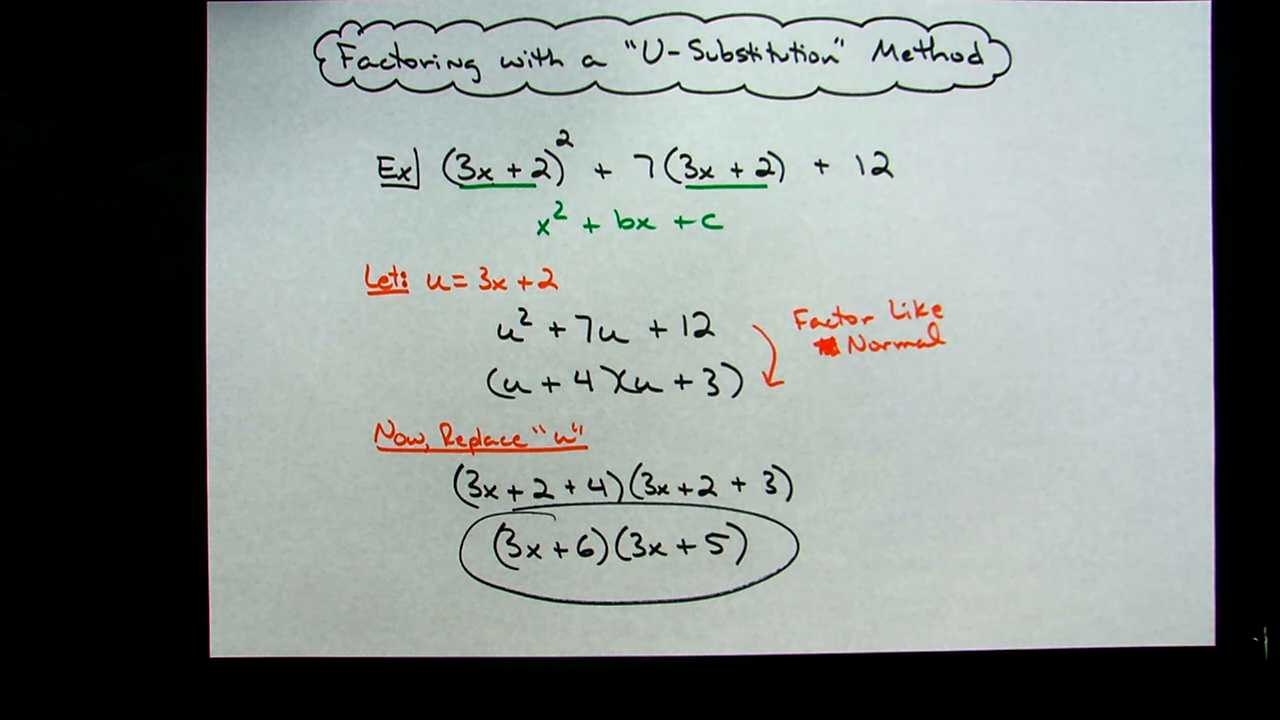 Factoring with a "U-Substitution" Method
Ex] (3x + 2)² + 7(3x + 2) + 12
x² + bx + c
Let: u = 3x + 2
u² + 7u + 12
Factor Like
Normal
(u + 4)(u + 3)
Now, Replace "u"
(3x + 2 + 4)(3x + 2 + 3)
(3x + 6)(3x + 5)